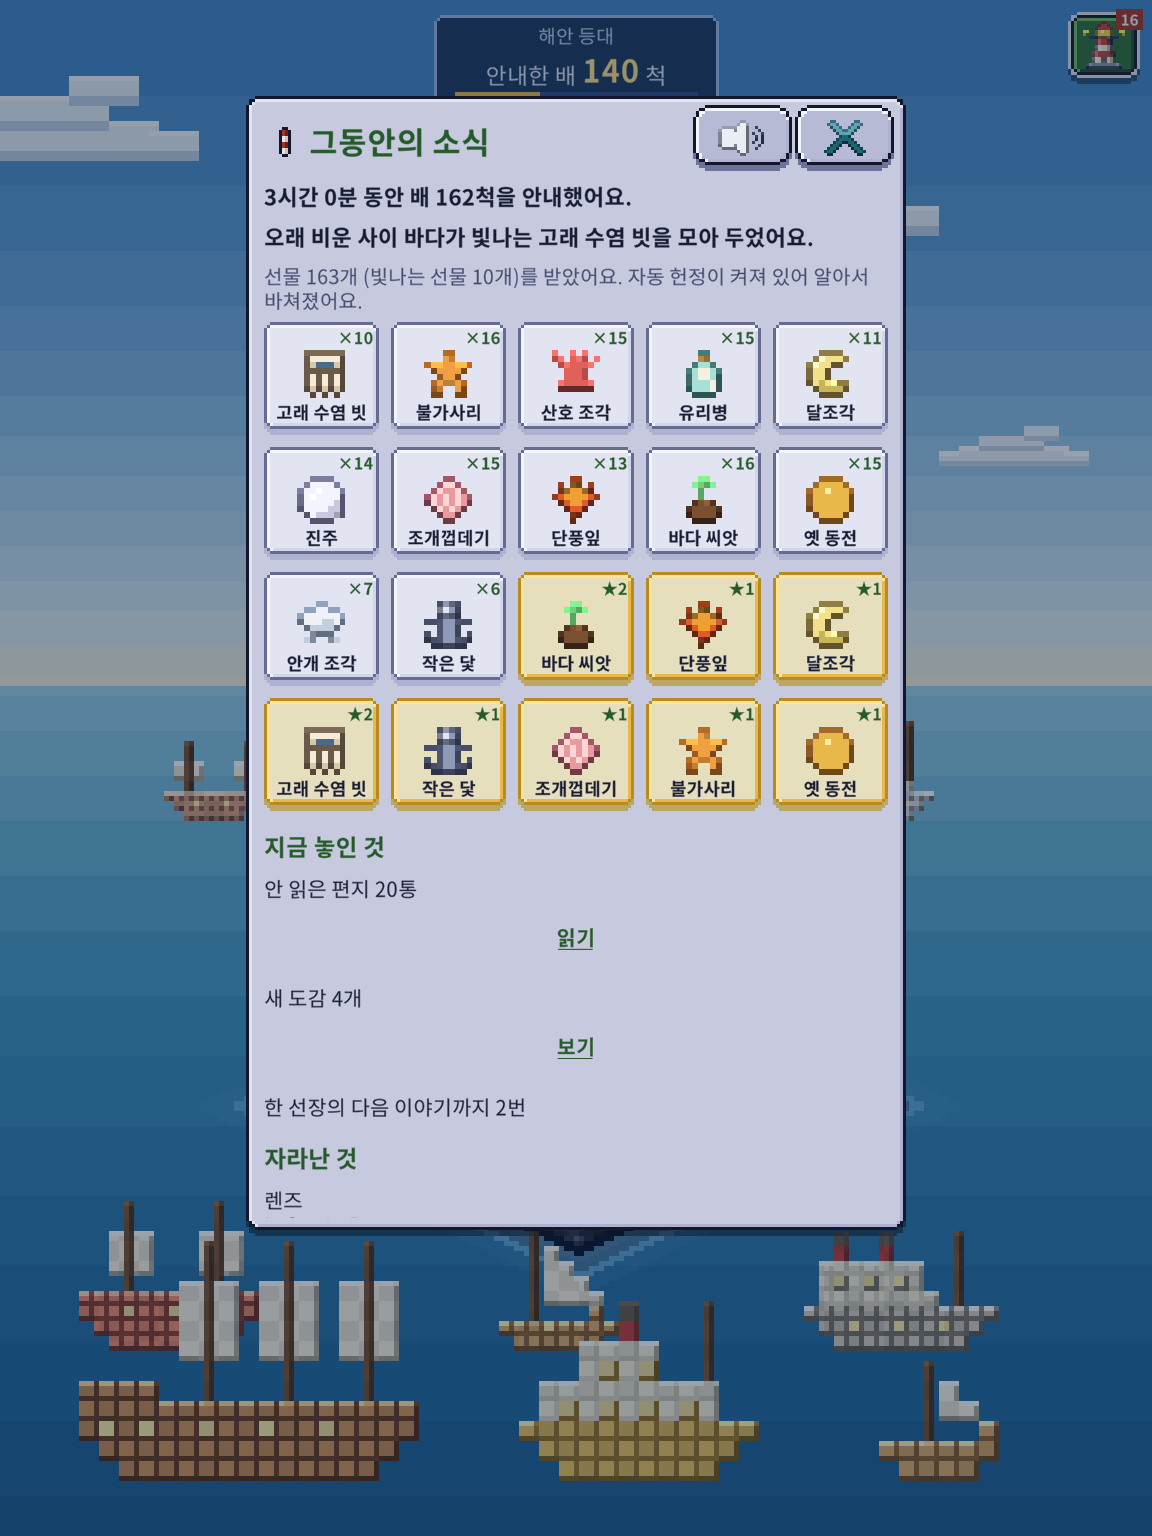 해안 등대
안내한 배 140 척
16
그동안의 소식
3시간 0분 동안 배 162척을 안내했어요.
오래 비운 사이 바다가 빛나는 고래 수염 빗을 모아 두었어요.
선물 163개 (빛나는 선물 10개)를 받았어요. 자동 헌정이 켜져 있어 알아서
바쳐졌어요.
×10 ×16 ×15 ×15 ×11
고래 수염 빗 불가사리 산호 조각 유리병 달조각
×14 ×15 ×13 ×16 ×15
진주 조개껍데기 단풍잎 바다 씨앗 옛 동전
×7 ×6 ★2 ★1 ★1
안개 조각 작은 닻 바다 씨앗 단풍잎 달조각
★2 ★1 ★1 ★1 ★1
고래 수염 빗 작은 닻 조개껍데기 불가사리 옛 동전
지금 놓인 것
안 읽은 편지 20통
읽기
새 도감 4개
보기
한 선장의 다음 이야기까지 2번
자라난 것
렌즈